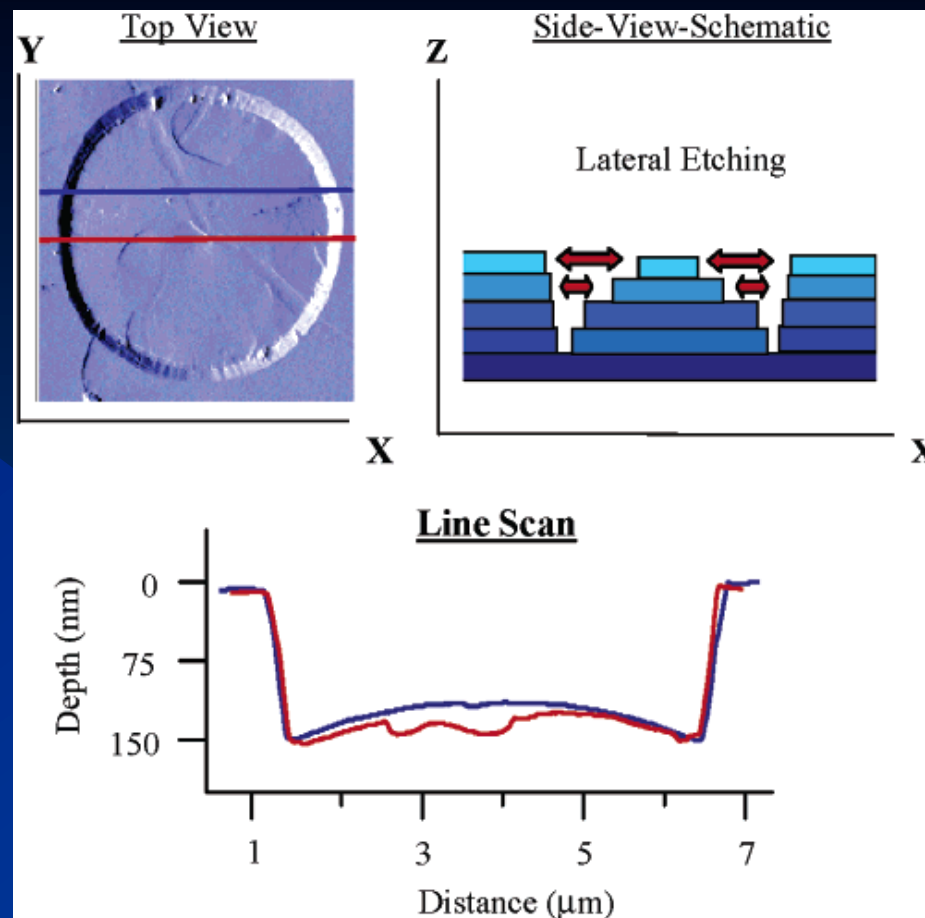 Top View
Side-View-Schematic
Y
Z
Lateral Etching
X
X
Line Scan
Depth (nm)
0
75
150
1 3 5 7
Distance (μm)